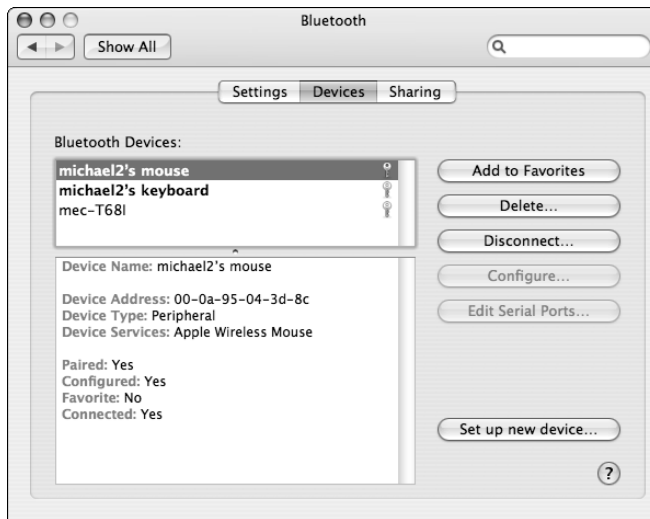 Bluetooth
Show All
Settings Devices Sharing
Bluetooth Devices:
michael2's mouse
michael2's keyboard
mec-T68I
Add to Favorites
Delete...
Disconnect...
Configure...
Edit Serial Ports...
Device Name: michael2's mouse
Device Address: 00-0a-95-04-3d-8c
Device Type: Peripheral
Device Services: Apple Wireless Mouse
Paired: Yes
Configured: Yes
Favorite: No
Connected: Yes
Set up new device...
?